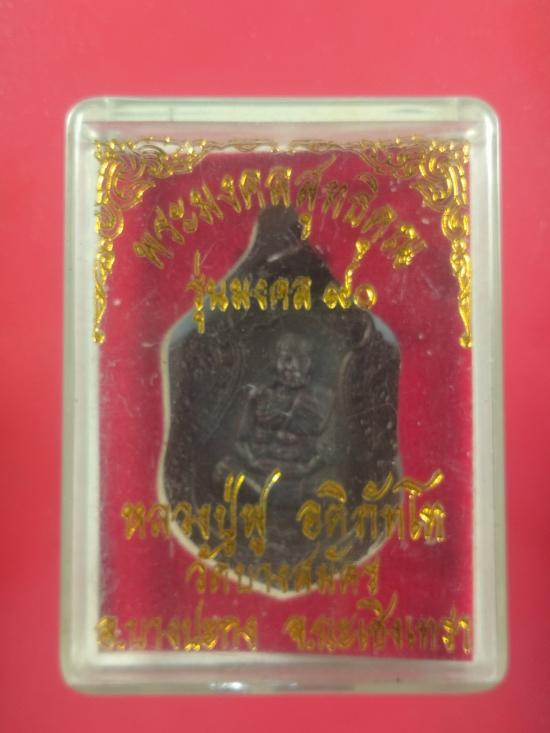 พระมงคลสุทธิคุณ
รุ่นมงคล ๙๐
หลวงปู่ฟู อติภัทโท
วัดบางสมัคร
อ.บางปะกง จ.ฉะเชิงเทรา